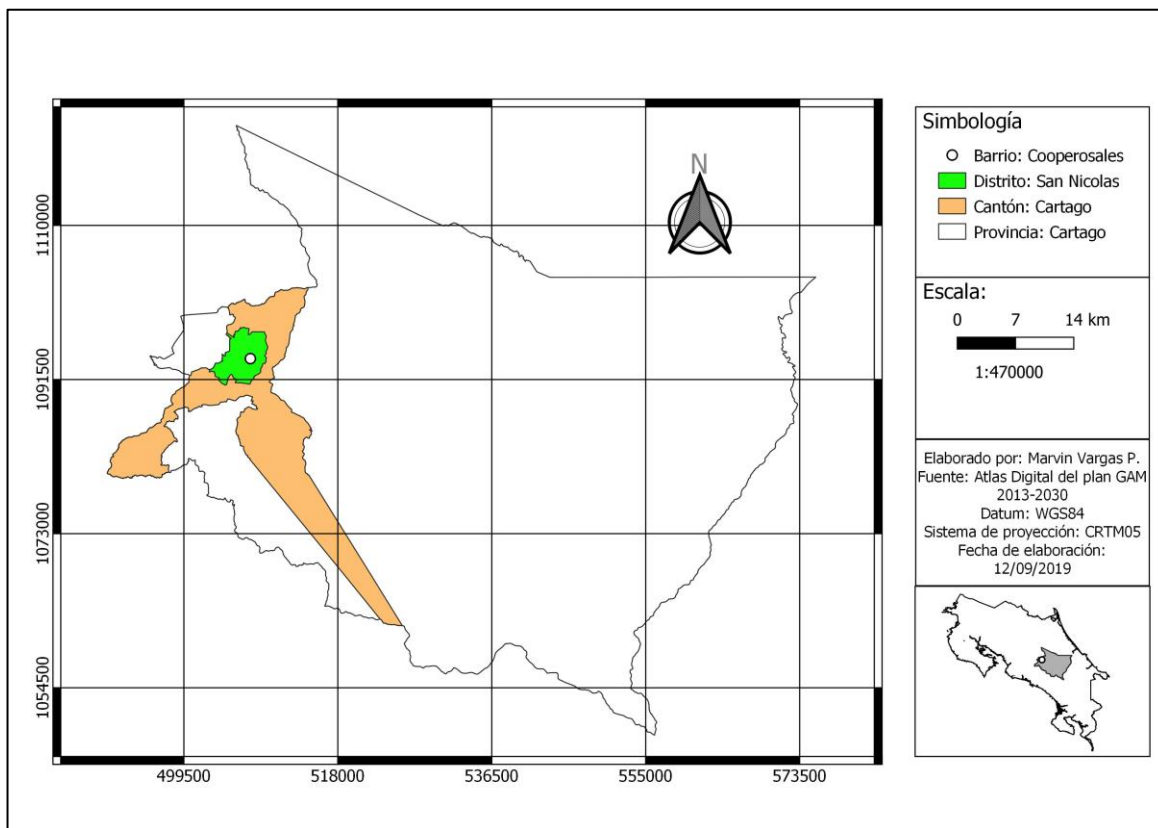 N
1110000
1091500
1073000
1054500
499500
518000
536500
555000
573500
Simbología
Barrio: Cooperosales
Distrito: San Nicolas
Cantón: Cartago
Provincia: Cartago
Escala:
0 7 14 km
1:470000
Elaborado por: Marvin Vargas P.
Fuente: Atlas Digital del plan GAM
2013-2030
Datum: WGS84
Sistema de proyección: CRTM05
Fecha de elaboración:
12/09/2019